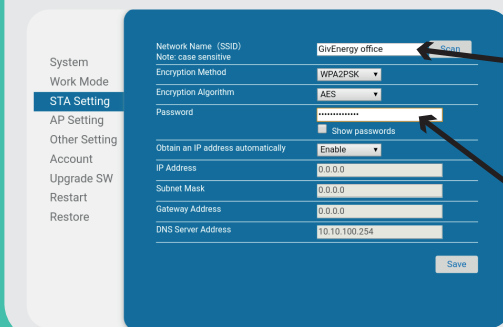 System
Work Mode
STA Setting
AP Setting
Other Setting
Account
Upgrade SW
Restart
Restore
Network Name (SSID)
Note: case sensitive
GivEnergy office
Scan
Encryption Method
WPA2PSK
Encryption Algorithm
AES
Password
••••••••••••••
Show passwords
Obtain an IP address automatically
Enable
IP Address
0.0.0.0
Subnet Mask
0.0.0.0
Gateway Address
0.0.0.0
DNS Server Address
10.10.100.254
Save